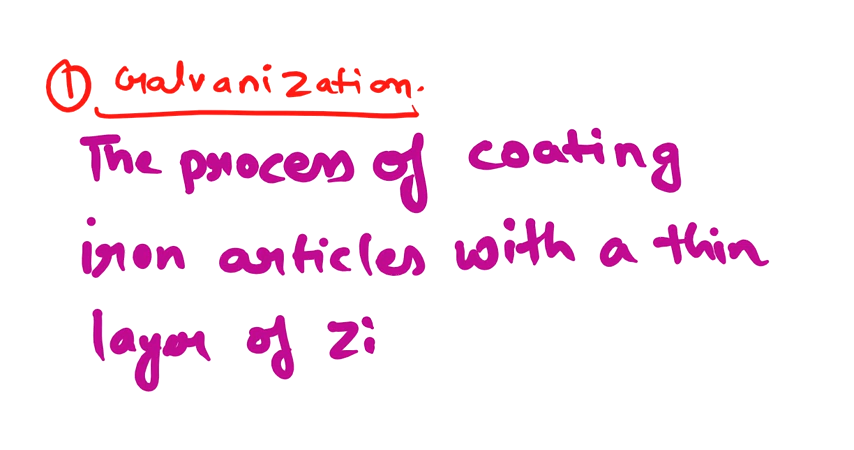 ① Galvanization.
The process of coating
iron articles with a thin
layer of Zi